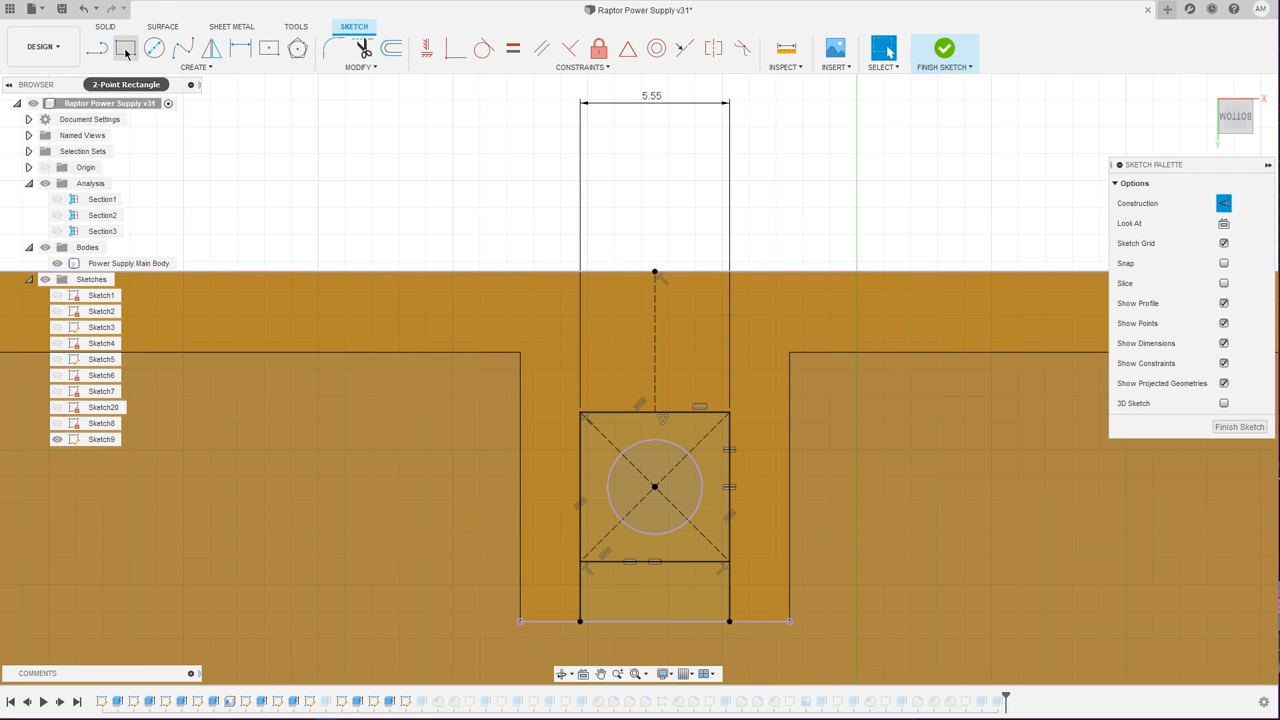 Raptor Power Supply v31*
AM
SOLID SURFACE SHEET METAL TOOLS SKETCH
DESIGN
CREATE MODIFY CONSTRAINTS INSPECT INSERT SELECT FINISH SKETCH
BROWSER
2-Point Rectangle
Raptor Power Supply v31
Document Settings
Named Views
Selection Sets
Origin
Analysis
Section1
Section2
Section3
Bodies
Power Supply Main Body
Sketches
Sketch1
Sketch2
Sketch3
Sketch4
Sketch5
Sketch6
Sketch7
Sketch20
Sketch8
Sketch9
5.55
X
BOTTOM
Y
SKETCH PALETTE
Options
Construction
Look At
Sketch Grid
Snap
Slice
Show Profile
Show Points
Show Dimensions
Show Constraints
Show Projected Geometries
3D Sketch
Finish Sketch
COMMENTS